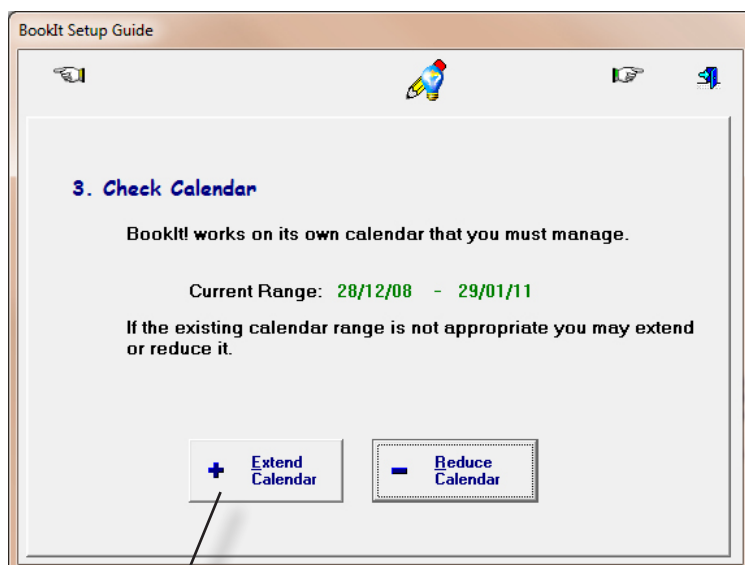 BookIt Setup Guide
3. Check Calendar
BookIt! works on its own calendar that you must manage.
Current Range: 28/12/08 - 29/01/11
If the existing calendar range is not appropriate you may extend
or reduce it.
+ Extend
Calendar
- Reduce
Calendar